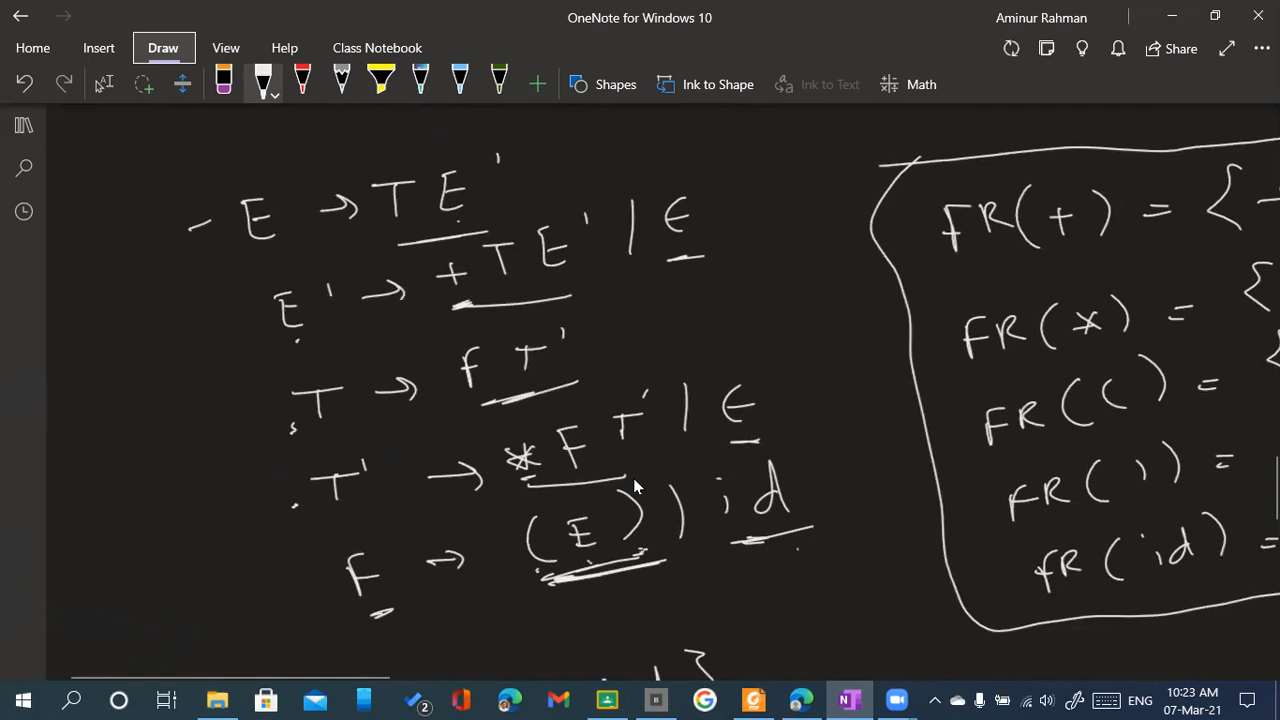 OneNote for Windows 10
Aminur Rahman
Home Insert Draw View Help Class Notebook
Share
Shapes Ink to Shape Ink to Text Math
E → T E'
E' → + T E' | ε
T → F T'
T' → * F T' | ε
F → (E) | id
FR(+) = {
FR(*) = {
FR(() = {
FR()) =
FR(id) =
2
ENG
10:23 AM
07-Mar-21